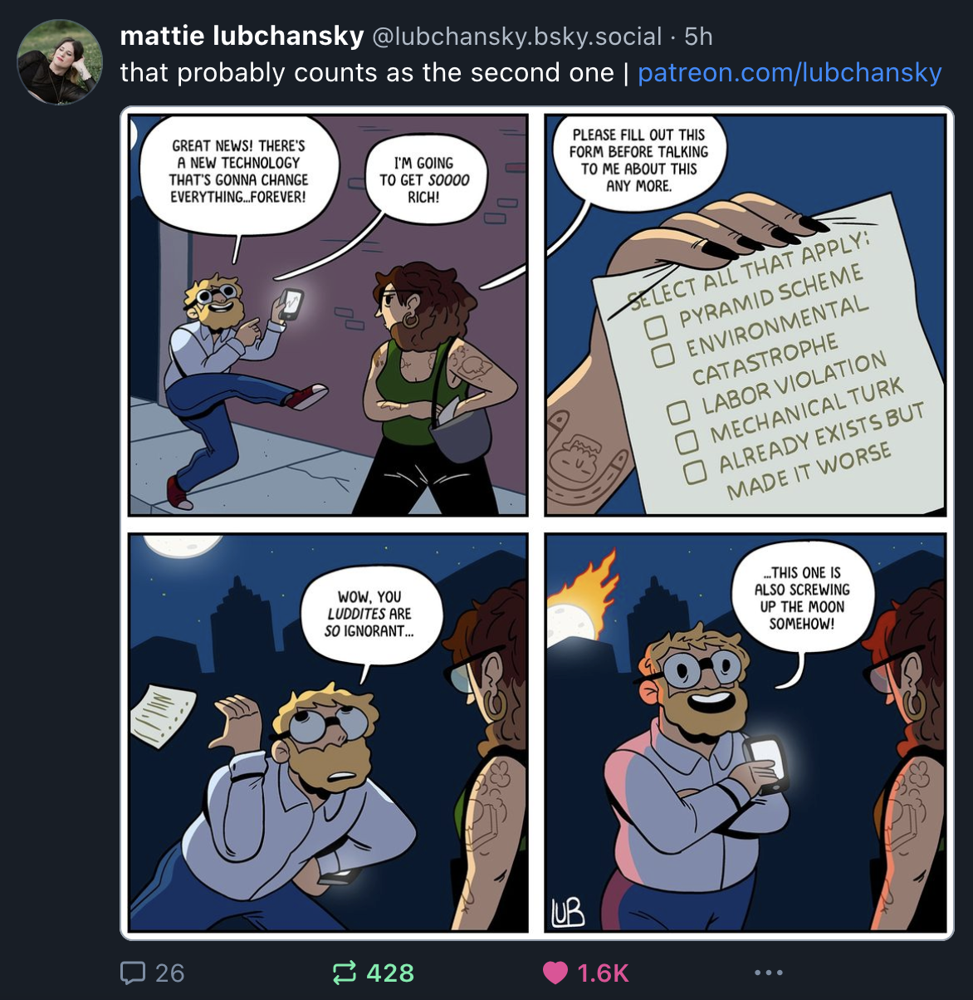 mattie lubchansky @lubchansky.bsky.social · 5h
that probably counts as the second one | patreon.com/lubchansky
GREAT NEWS! THERE'S
A NEW TECHNOLOGY
THAT'S GONNA CHANGE
EVERYTHING...FOREVER!
I'M GOING
TO GET SOOOO
RICH!
PLEASE FILL OUT THIS
FORM BEFORE TALKING
TO ME ABOUT THIS
ANY MORE.
SELECT ALL THAT APPLY:
PYRAMID SCHEME
ENVIRONMENTAL
CATASTROPHE
LABOR VIOLATION
MECHANICAL TURK
ALREADY EXISTS BUT
MADE IT WORSE
WOW, YOU
LUDDITES ARE
SO IGNORANT...
...THIS ONE IS
ALSO SCREWING
UP THE MOON
SOMEHOW!
LUB
26 428 1.6K